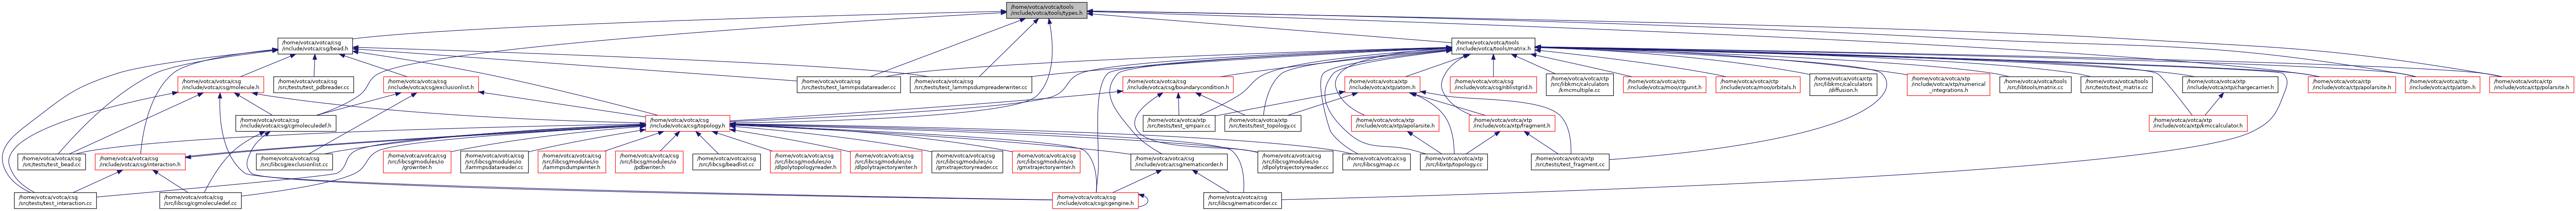 /home/votca/votca/tools
/include/votca/tools/types.h
/home/votca/votca/csg
/include/votca/csg/bead.h
/home/votca/votca/tools
/include/votca/tools/matrix.h
/home/votca/votca/csg
/include/votca/csg/molecule.h
/home/votca/votca/csg
/src/tests/test_pdbreader.cc
/home/votca/votca/csg
/include/votca/csg/exclusionlist.h
/home/votca/votca/csg
/src/tests/test_lammpsdatareader.cc
/home/votca/votca/csg
/src/tests/test_lammpsdumpreaderwriter.cc
/home/votca/votca/csg
/include/votca/csg/boundarycondition.h
/home/votca/votca/xtp
/include/votca/xtp/atom.h
/home/votca/votca/csg
/include/votca/csg/nblistgrid.h
/home/votca/votca/ctp
/src/libkmc/calculators
/kmcmultiple.cc
/home/votca/votca/ctp
/include/votca/moo/crgunit.h
/home/votca/votca/ctp
/include/votca/moo/orbitals.h
/home/votca/votca/ctp
/src/libkmc/calculators
/diffusion.h
/home/votca/votca/xtp
/include/votca/xtp/numerical
_integrations.h
/home/votca/votca/tools
/src/libtools/matrix.cc
/home/votca/votca/tools
/src/tests/test_matrix.cc
/home/votca/votca/xtp
/include/votca/xtp/chargecarrier.h
/home/votca/votca/ctp
/include/votca/ctp/apolarsite.h
/home/votca/votca/ctp
/include/votca/ctp/atom.h
/home/votca/votca/ctp
/include/votca/ctp/polarsite.h
/home/votca/votca/csg
/include/votca/csg/cgmoleculedef.h
/home/votca/votca/csg
/include/votca/csg/topology.h
/home/votca/votca/xtp
/src/tests/test_qmpair.cc
/home/votca/votca/xtp
/src/tests/test_topology.cc
/home/votca/votca/xtp
/include/votca/xtp/apolarsite.h
/home/votca/votca/xtp
/include/votca/xtp/fragment.h
/home/votca/votca/xtp
/include/votca/xtp/kmccalculator.h
/home/votca/votca/csg
/src/tests/test_bead.cc
/home/votca/votca/csg
/include/votca/csg/interaction.h
/home/votca/votca/csg
/src/libcsg/exclusionlist.cc
/home/votca/votca/csg
/src/libcsg/modules/io
/growriter.h
/home/votca/votca/csg
/src/libcsg/modules/io
/lammpsdatareader.cc
/home/votca/votca/csg
/src/libcsg/modules/io
/lammpsdumpwriter.h
/home/votca/votca/csg
/src/libcsg/modules/io
/pdbwriter.h
/home/votca/votca/csg
/src/libcsg/beadlist.cc
/home/votca/votca/csg
/src/libcsg/modules/io
/dlpolytopologyreader.h
/home/votca/votca/csg
/src/libcsg/modules/io
/dlpolytrajectorywriter.h
/home/votca/votca/csg
/src/libcsg/modules/io
/gmxtrajectoryreader.cc
/home/votca/votca/csg
/src/libcsg/modules/io
/gmxtrajectorywriter.h
/home/votca/votca/csg
/include/votca/csg/nematicorder.h
/home/votca/votca/csg
/src/libcsg/modules/io
/dlpolytrajectoryreader.cc
/home/votca/votca/csg
/src/libcsg/map.cc
/home/votca/votca/xtp
/src/libxtp/topology.cc
/home/votca/votca/xtp
/src/tests/test_fragment.cc
/home/votca/votca/csg
/src/tests/test_interaction.cc
/home/votca/votca/csg
/src/libcsg/cgmoleculedef.cc
/home/votca/votca/csg
/include/votca/csg/cgengine.h
/home/votca/votca/csg
/src/libcsg/nematicorder.cc